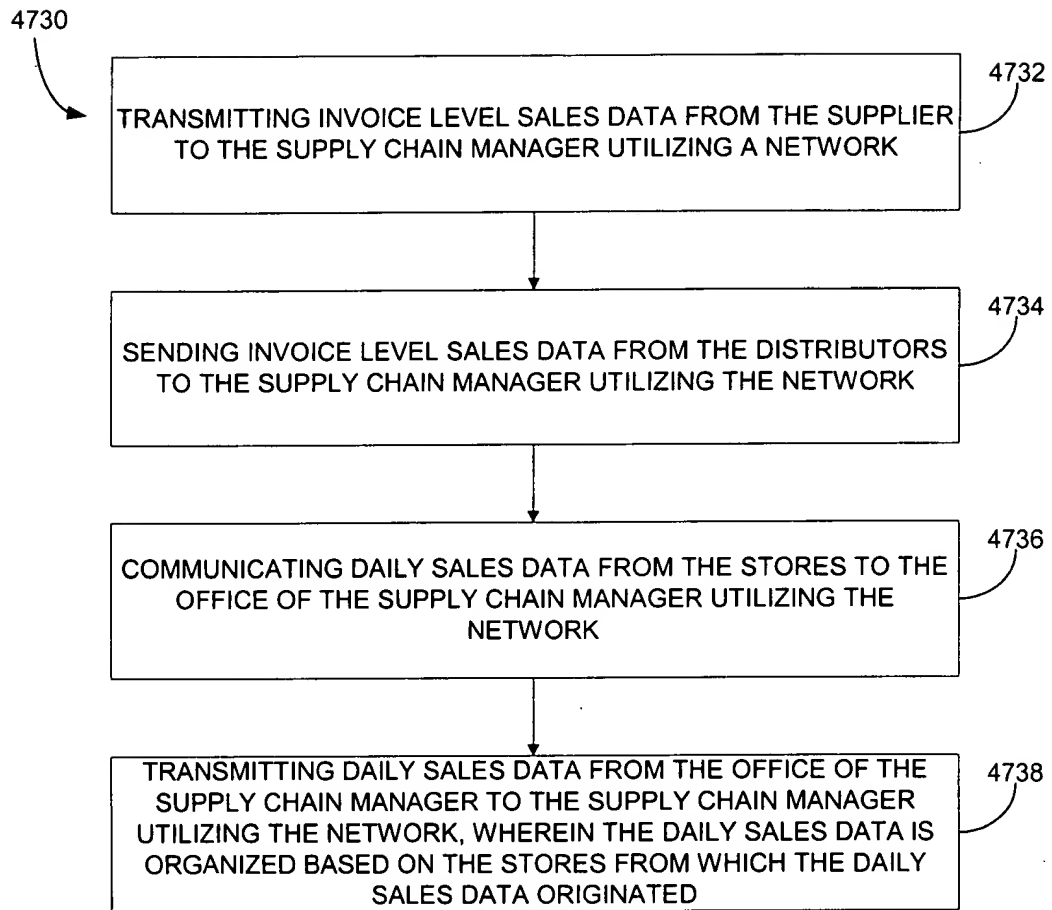 4730
4732
TRANSMITTING INVOICE LEVEL SALES DATA FROM THE SUPPLIER
TO THE SUPPLY CHAIN MANAGER UTILIZING A NETWORK
4734
SENDING INVOICE LEVEL SALES DATA FROM THE DISTRIBUTORS
TO THE SUPPLY CHAIN MANAGER UTILIZING THE NETWORK
4736
COMMUNICATING DAILY SALES DATA FROM THE STORES TO THE
OFFICE OF THE SUPPLY CHAIN MANAGER UTILIZING THE
NETWORK
4738
TRANSMITTING DAILY SALES DATA FROM THE OFFICE OF THE
SUPPLY CHAIN MANAGER TO THE SUPPLY CHAIN MANAGER
UTILIZING THE NETWORK, WHEREIN THE DAILY SALES DATA IS
ORGANIZED BASED ON THE STORES FROM WHICH THE DAILY
SALES DATA ORIGINATED